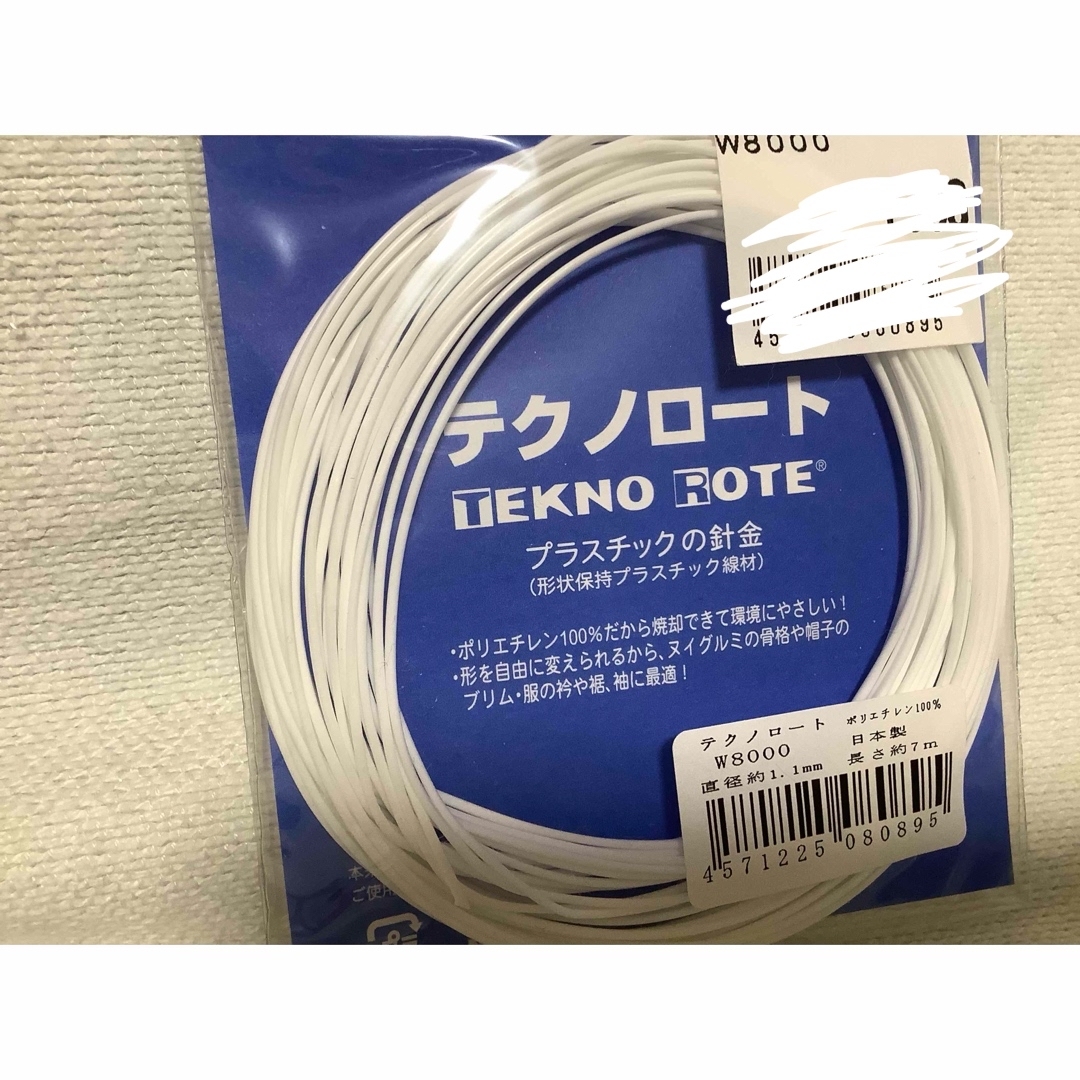 W8000
テクノロート
TEKNO ROTE®
プラスチックの針金
(形状保持プラスチック線材)
・ポリエチレン100%だから焼却できて環境にやさしい!
・形を自由に変えられるから、ヌイグルミの骨格や帽子の
ブリム・服の衿や裾、袖に最適!
テクノロート ポリエチレン100%
W8000 日本製
直径約1.1mm 長さ約7m
4571225 080895
ご使用